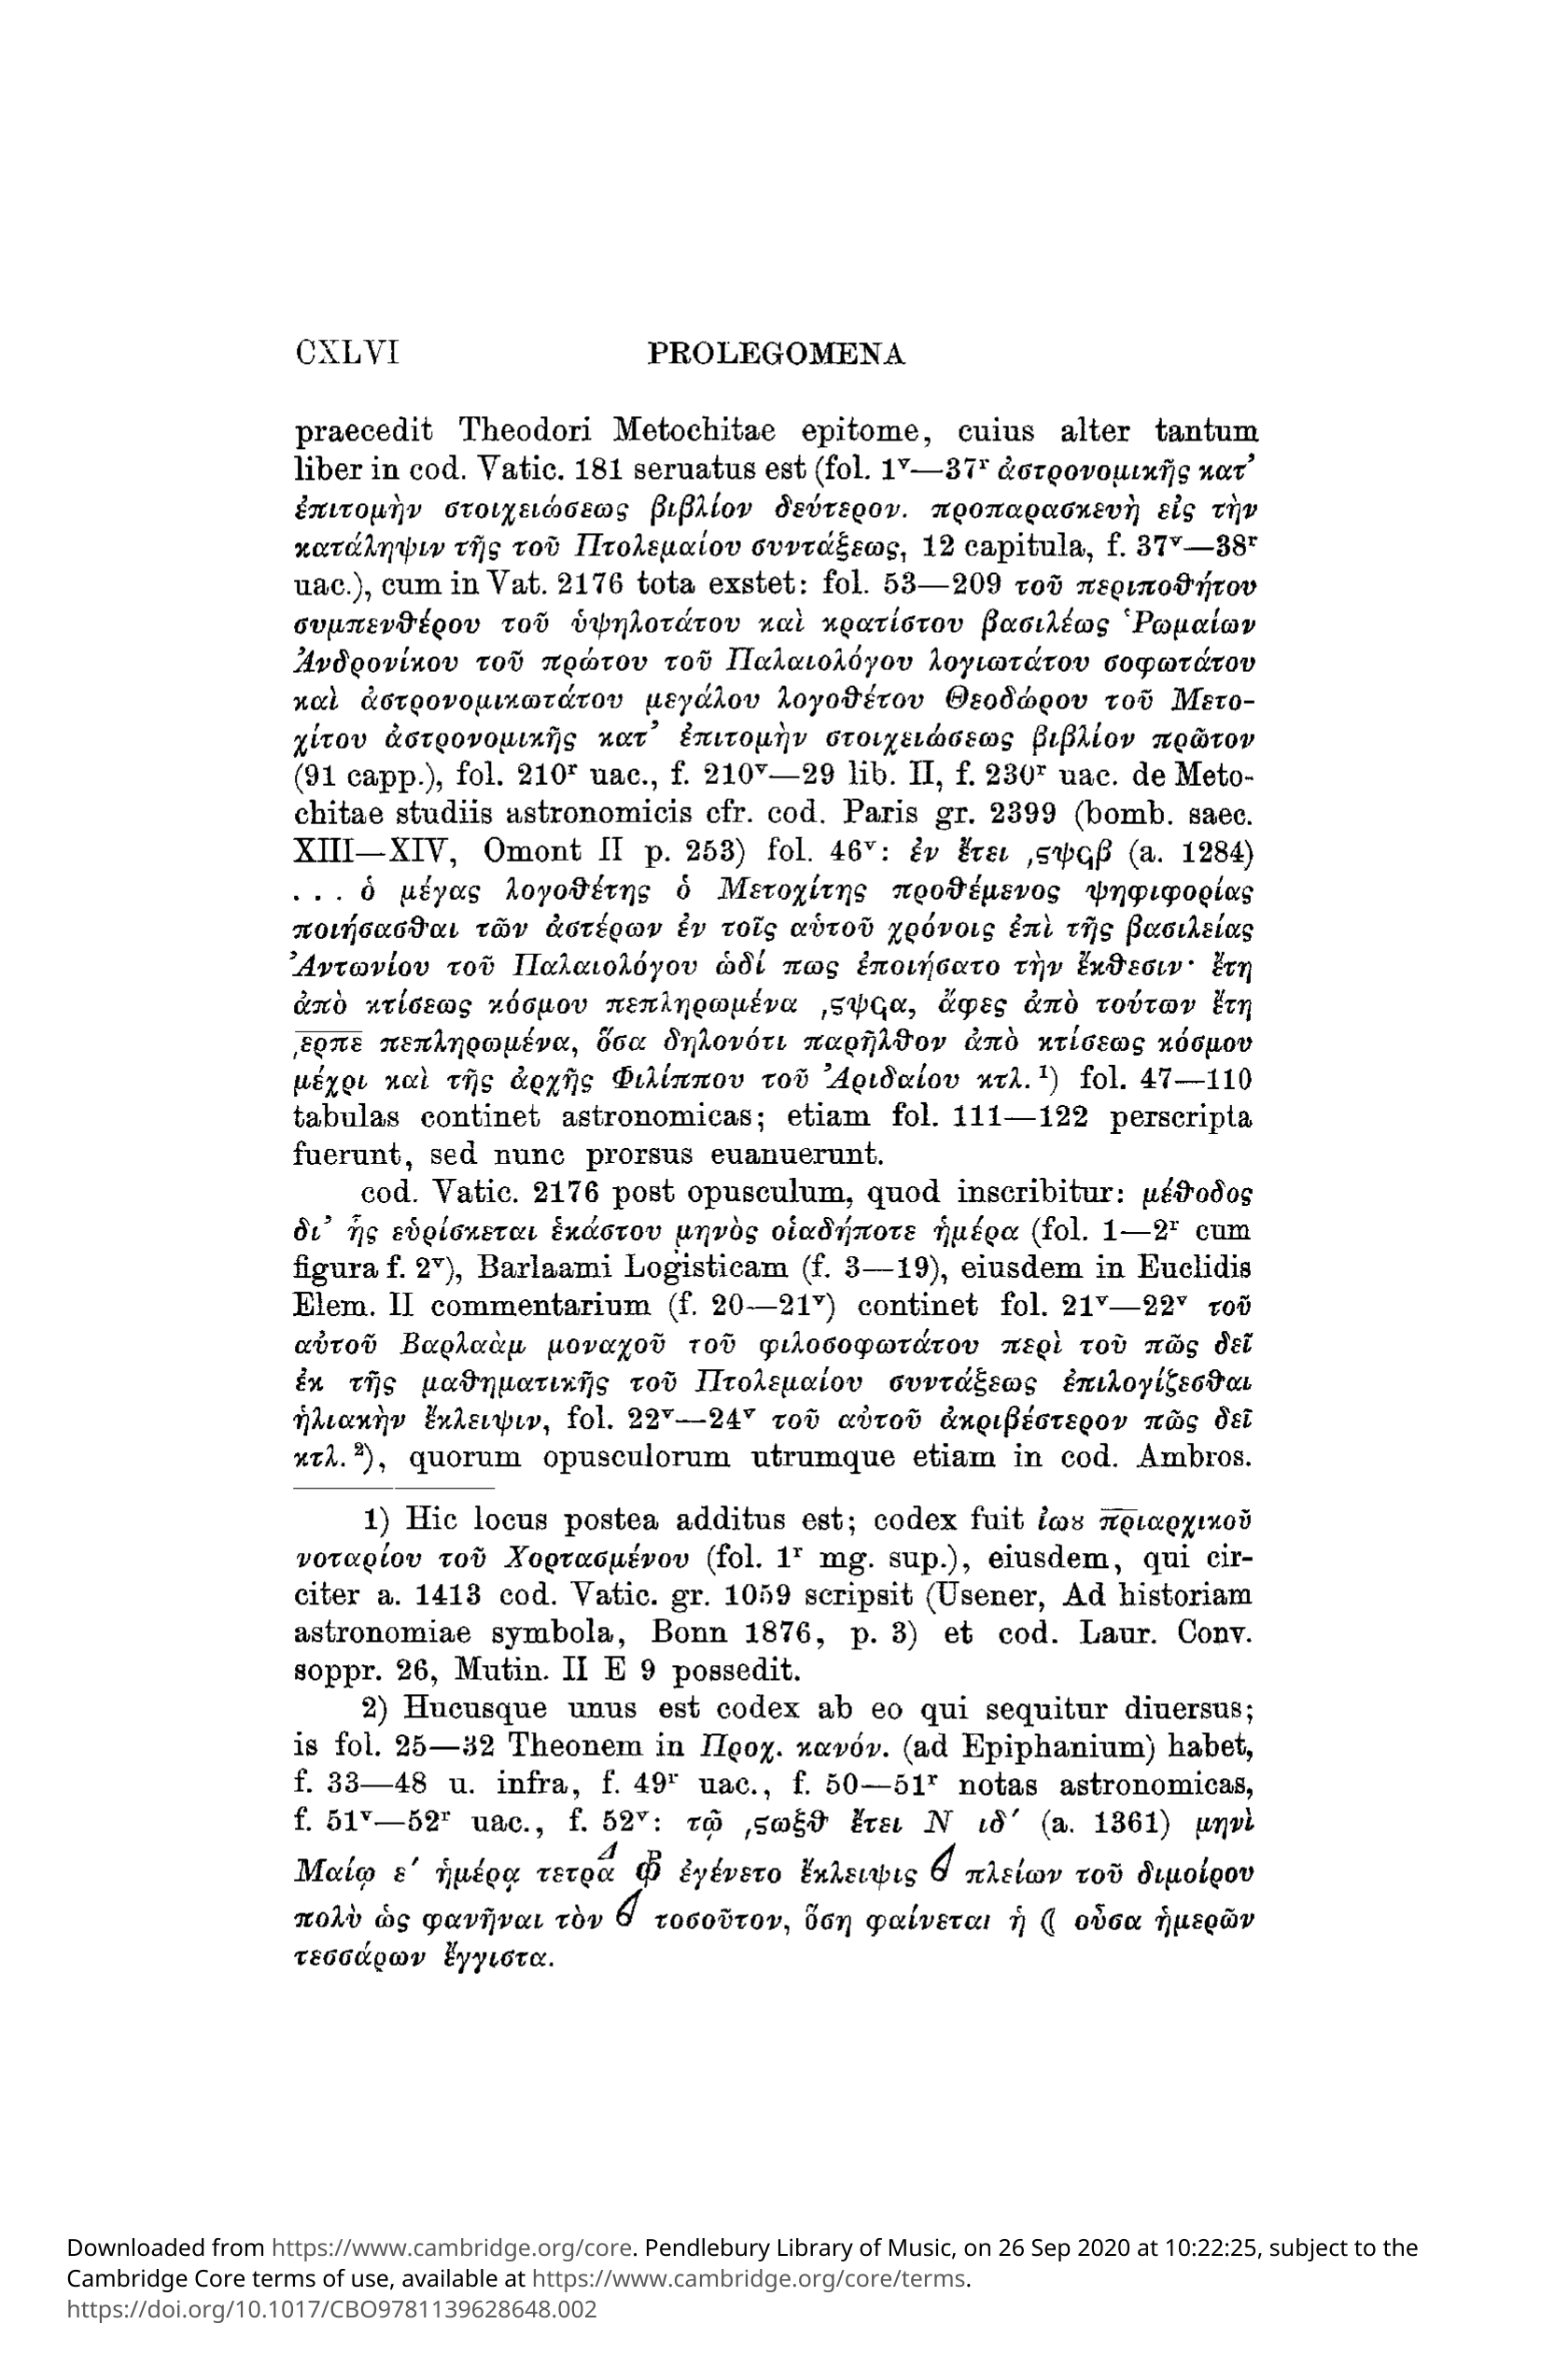 CXLVI PROLEGOMENA
praecedit Theodori Metochitae epitome, cuius alter tantum
liber in cod. Vatic. 181 seruatus est (fol. 1ᵛ—37ʳ ἀστρονομικῆς κατ’
ἐπιτομὴν στοιχειώσεως βιβλίον δεύτερον. προπαρασκευὴ εἰς τὴν
κατάληψιν τῆς τοῦ Πτολεμαίου συντάξεως, 12 capitula, f. 37ᵛ—38ʳ
uac.), cum in Vat. 2176 tota exstet: fol. 53—209 τοῦ περιποθήτου
συμπενθέρου τοῦ ὑψηλοτάτου καὶ κρατίστου βασιλέως Ῥωμαίων
Ἀνδρονίκου τοῦ πρώτου τοῦ Παλαιολόγου λογιωτάτου σοφωτάτου
καὶ ἀστρονομικωτάτου μεγάλου λογοθέτου Θεοδώρου τοῦ Μετο-
χίτου ἀστρονομικῆς κατ’ ἐπιτομὴν στοιχειώσεως βιβλίον πρῶτον
(91 capp.), fol. 210ʳ uac., f. 210ᵛ—29 lib. II, f. 230ʳ uac. de Meto-
chitae studiis astronomicis cfr. cod. Paris gr. 2399 (bomb. saec.
XIII—XIV, Omont II p. 253) fol. 46ᵛ: ἐν ἔτει ͵ϛψϟβ (a. 1284)
. . . ὁ μέγας λογοθέτης ὁ Μετοχίτης προθέμενος ψηφιφορίας
ποιήσασθαι τῶν ἀστέρων ἐν τοῖς αὑτοῦ χρόνοις ἐπὶ τῆς βασιλείας
Ἀντωνίου τοῦ Παλαιολόγου ὡδί πως ἐποιήσατο τὴν ἔκθεσιν· ἔτη
ἀπὸ κτίσεως κόσμου πεπληρωμένα ͵ϛψϟα, ἄφες ἀπὸ τούτων ἔτη
͵ερπε πεπληρωμένα, ὅσα δηλονότι παρῆλθον ἀπὸ κτίσεως κόσμου
μέχρι καὶ τῆς ἀρχῆς Φιλίππου τοῦ Ἀριδαίου κτλ.¹) fol. 47—110
tabulas continet astronomicas; etiam fol. 111—122 perscripta
fuerunt, sed nunc prorsus euanuerunt.
cod. Vatic. 2176 post opusculum, quod inscribitur: μέθοδος
δι’ ἧς εὑρίσκεται ἑκάστου μηνὸς οἱαδήποτε ἡμέρα (fol. 1—2ʳ cum
figura f. 2ᵛ), Barlaami Logisticam (f. 3—19), eiusdem in Euclidis
Elem. II commentarium (f. 20—21ᵛ) continet fol. 21ᵛ—22ᵛ τοῦ
αὐτοῦ Βαρλαὰμ μοναχοῦ τοῦ φιλοσοφωτάτου περὶ τοῦ πῶς δεῖ
ἐκ τῆς μαθηματικῆς τοῦ Πτολεμαίου συντάξεως ἐπιλογίζεσθαι
ἡλιακὴν ἔκλειψιν, fol. 22ᵛ—24ᵛ τοῦ αὐτοῦ ἀκριβέστερον πῶς δεῖ
κτλ.²), quorum opusculorum utrumque etiam in cod. Ambros.
1) Hic locus postea additus est; codex fuit ἰωȣ πριαρχικοῦ
νοταρίου τοῦ Χορτασμένου (fol. 1ʳ mg. sup.), eiusdem, qui cir-
citer a. 1413 cod. Vatic. gr. 1059 scripsit (Usener, Ad historiam
astronomiae symbola, Bonn 1876, p. 3) et cod. Laur. Conv.
soppr. 26, Mutin. II E 9 possedit.
2) Hucusque unus est codex ab eo qui sequitur diuersus;
is fol. 25—32 Theonem in Προχ. κανόν. (ad Epiphanium) habet,
f. 33—48 u. infra, f. 49ʳ uac., f. 50—51ʳ notas astronomicas,
f. 51ᵛ—52ʳ uac., f. 52ᵛ: τῷ ͵ϛωξθ ἔτει Ν ιδʹ (a. 1361) μηνὶ
Μαίῳ εʹ ἡμέρᾳ τετρά ἐγένετο ἔκλειψις πλείων τοῦ διμοίρου
πολὺ ὡς φανῆναι τὸν τοσοῦτον, ὅση φαίνεται ἡ ☾ οὖσα ἡμερῶν
τεσσάρων ἔγγιστα.
Downloaded from https://www.cambridge.org/core. Pendlebury Library of Music, on 26 Sep 2020 at 10:22:25, subject to the
Cambridge Core terms of use, available at https://www.cambridge.org/core/terms.
https://doi.org/10.1017/CBO9781139628648.002